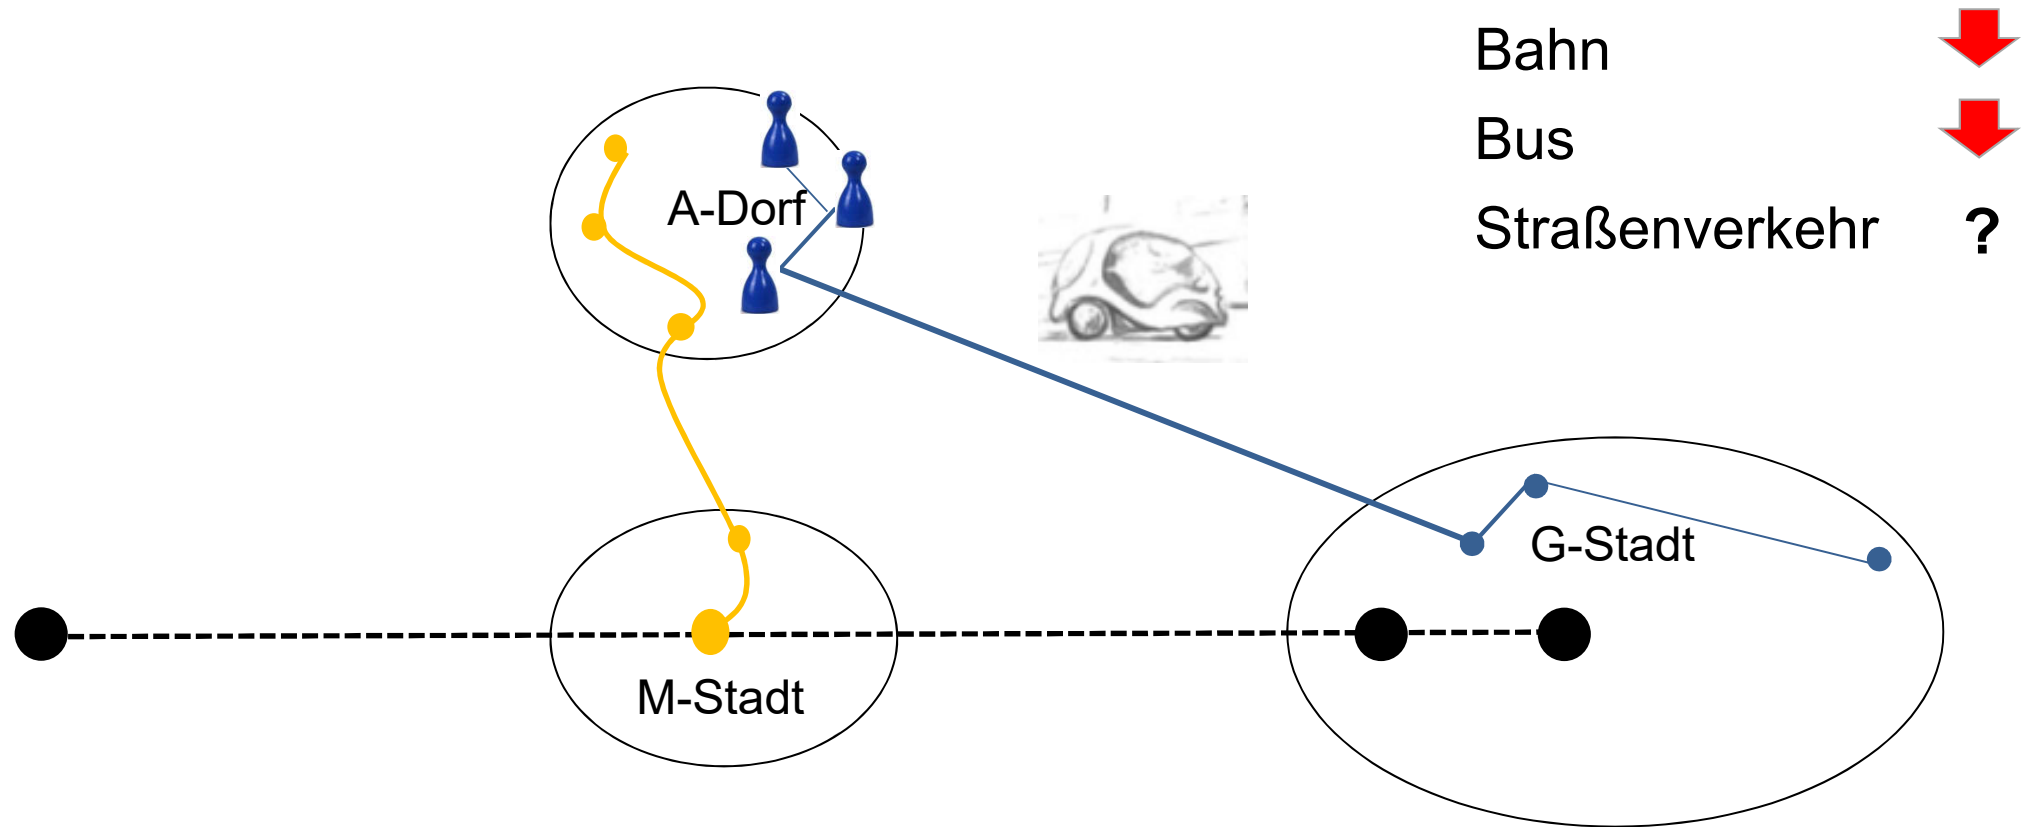 Bahn
Bus
Straßenverkehr ?
A-Dorf
G-Stadt
M-Stadt